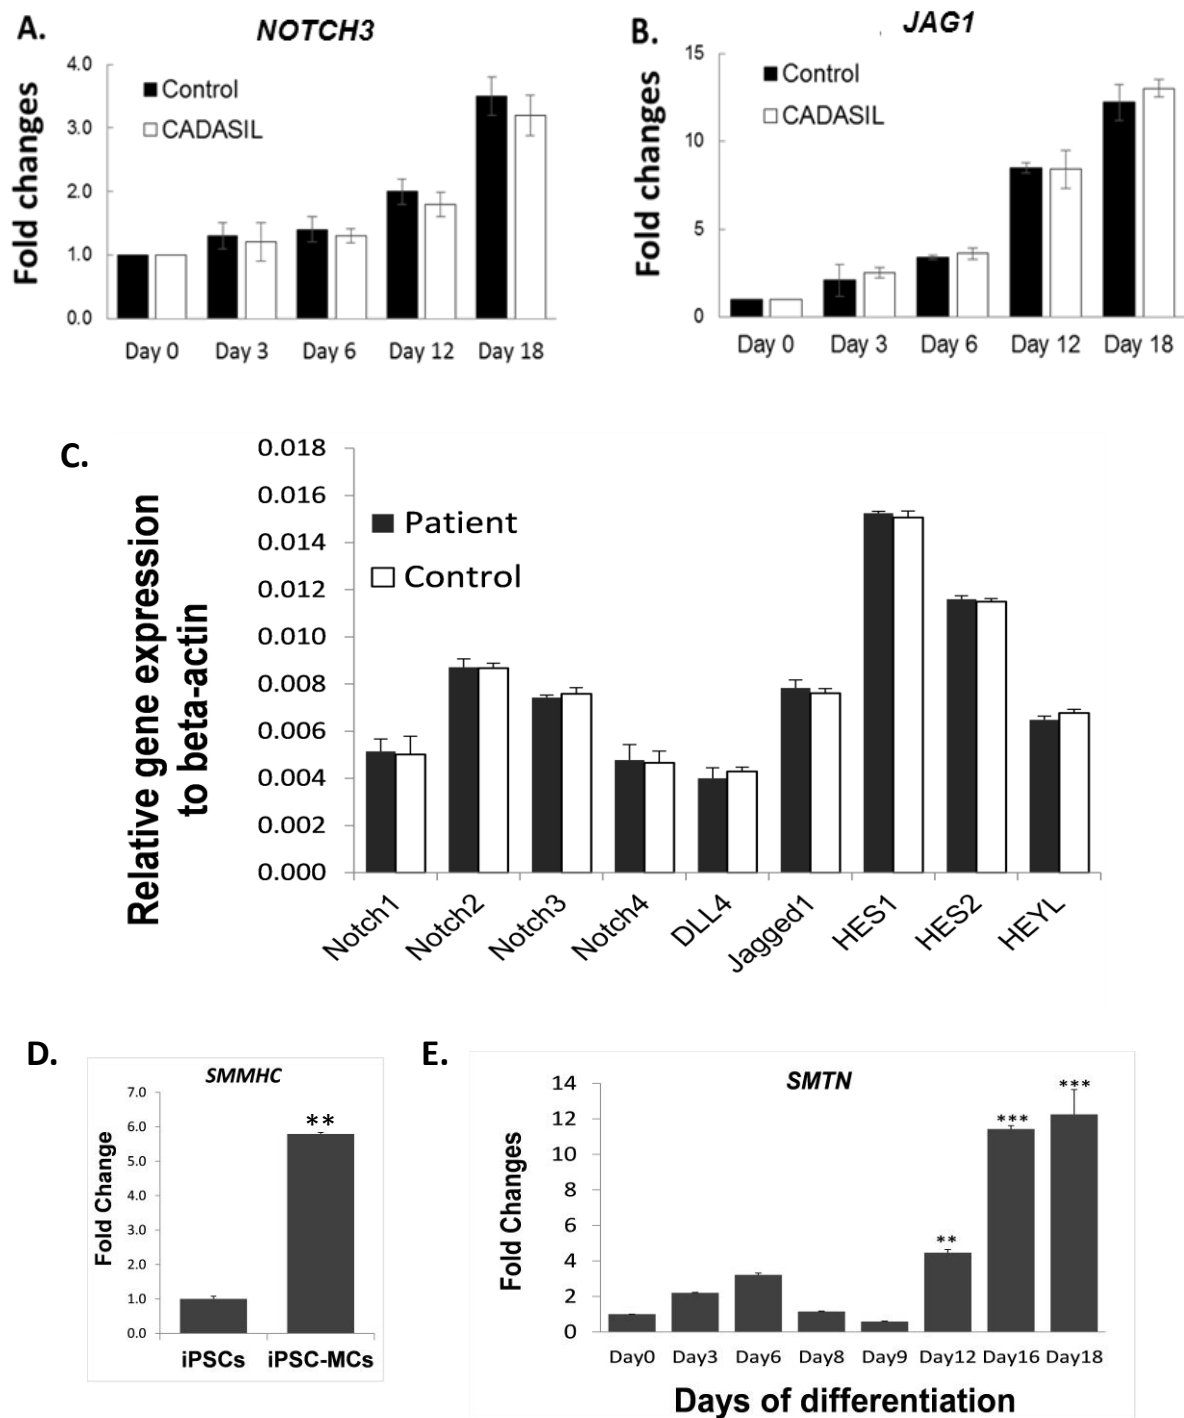 A.
NOTCH3
Fold changes
4.0
3.0
2.0
1.0
0.0
Control
CADASIL
Day 0 Day 3 Day 6 Day 12 Day 18
B.
JAG1
Fold changes
15
10
5
0
Control
CADASIL
Day 0 Day 3 Day 6 Day 12 Day 18
C.
Relative gene expression
to beta-actin
0.018
0.016
0.014
0.012
0.010
0.008
0.006
0.004
0.002
0.000
Patient
Control
Notch1 Notch2 Notch3 Notch4 DLL4 Jagged1 HES1 HES2 HEYL
D.
SMMHC
Fold Change
7.0
6.0
5.0
4.0
3.0
2.0
1.0
0.0
**
iPSCs iPSC-MCs
E.
SMTN
Fold Changes
14
12
10
8
6
4
2
0
** *** ***
Day0 Day3 Day6 Day8 Day9 Day12 Day16 Day18
Days of differentiation